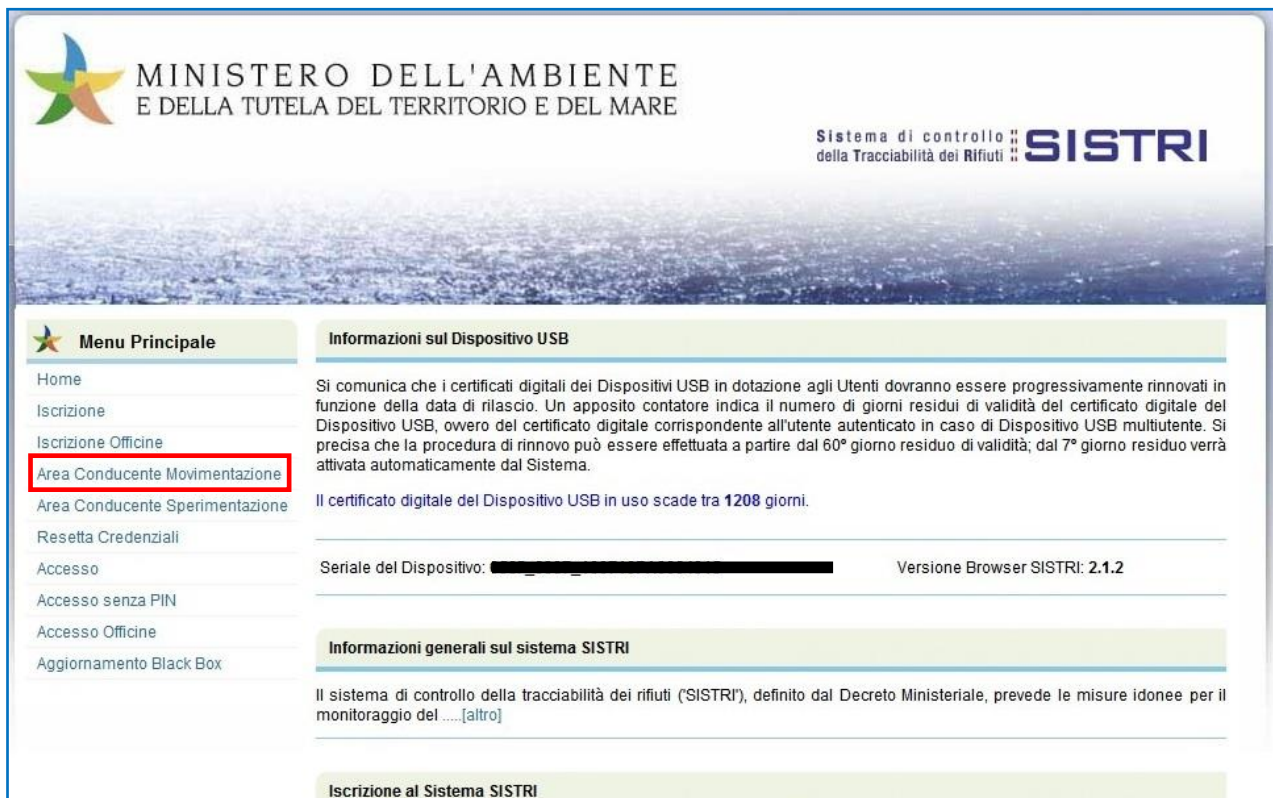 MINISTERO DELL'AMBIENTE
E DELLA TUTELA DEL TERRITORIO E DEL MARE
Sistema di controllo
della Tracciabilità dei Rifiuti
SISTRI
Menu Principale
Home
Iscrizione
Iscrizione Officine
Area Conducente Movimentazione
Area Conducente Sperimentazione
Resetta Credenziali
Accesso
Accesso senza PIN
Accesso Officine
Aggiornamento Black Box
Informazioni sul Dispositivo USB
Si comunica che i certificati digitali dei Dispositivi USB in dotazione agli Utenti dovranno essere progressivamente rinnovati in
funzione della data di rilascio. Un apposito contatore indica il numero di giorni residui di validità del certificato digitale del
Dispositivo USB, ovvero del certificato digitale corrispondente all'utente autenticato in caso di Dispositivo USB multiutente. Si
precisa che la procedura di rinnovo può essere effettuata a partire dal 60° giorno residuo di validità; dal 7° giorno residuo verrà
attivata automaticamente dal Sistema.
Il certificato digitale del Dispositivo USB in uso scade tra 1208 giorni.
Seriale del Dispositivo:
Versione Browser SISTRI: 2.1.2
Informazioni generali sul sistema SISTRI
Il sistema di controllo della tracciabilità dei rifiuti ('SISTRI'), definito dal Decreto Ministeriale, prevede le misure idonee per il
monitoraggio del .....[altro]
Iscrizione al Sistema SISTRI